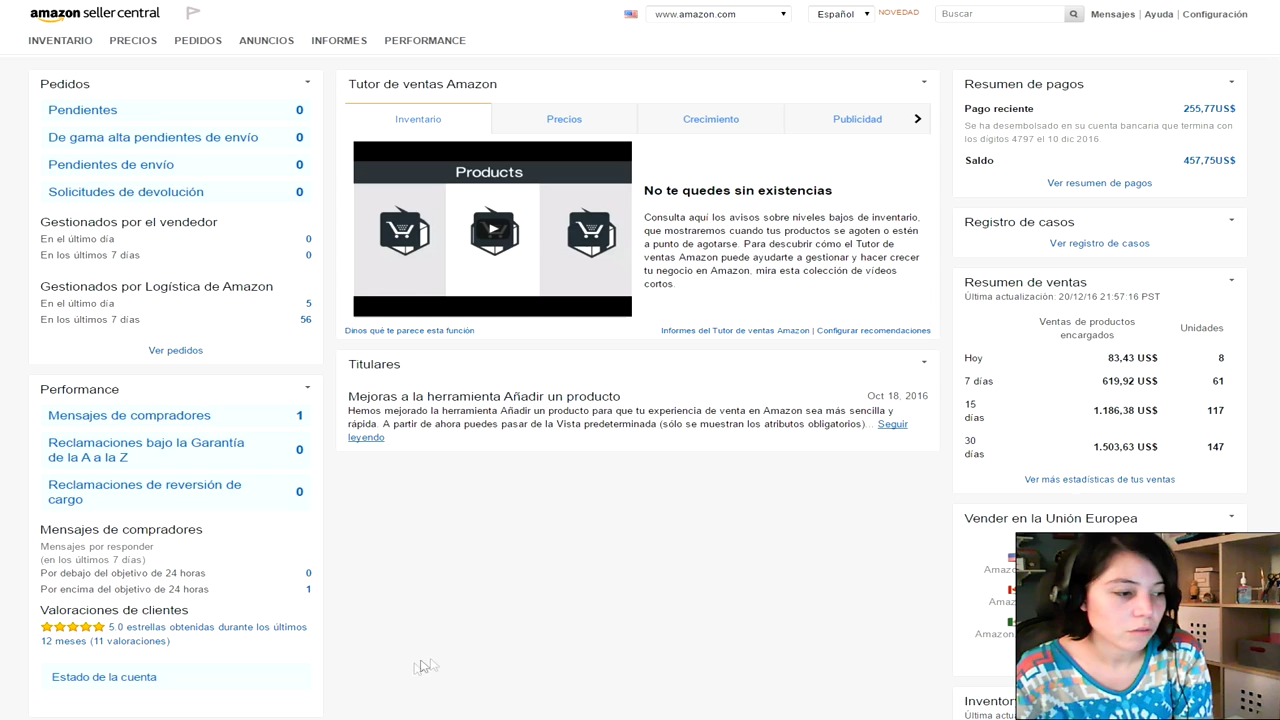 amazon seller central
www.amazon.com
Español
NOVEDAD
Buscar
Mensajes | Ayuda | Configuración
INVENTARIO PRECIOS PEDIDOS ANUNCIOS INFORMES PERFORMANCE
Pedidos
Pendientes 0
De gama alta pendientes de envío 0
Pendientes de envío 0
Solicitudes de devolución 0
Gestionados por el vendedor
En el último día 0
En los últimos 7 días 0
Gestionados por Logística de Amazon
En el último día 5
En los últimos 7 días 56
Ver pedidos
Performance
Mensajes de compradores 1
Reclamaciones bajo la Garantía
de la A a la Z 0
Reclamaciones de reversión de
cargo 0
Mensajes de compradores
Mensajes por responder
(en los últimos 7 días)
Por debajo del objetivo de 24 horas 0
Por encima del objetivo de 24 horas 1
Valoraciones de clientes
5.0 estrellas obtenidas durante los últimos
12 meses (11 valoraciones)
Estado de la cuenta
Tutor de ventas Amazon
Inventario Precios Crecimiento Publicidad
Products
No te quedes sin existencias
Consulta aquí los avisos sobre niveles bajos de inventario,
que mostraremos cuando tus productos se agoten o estén
a punto de agotarse. Para descubrir cómo el Tutor de
ventas Amazon puede ayudarte a gestionar y hacer crecer
tu negocio en Amazon, mira esta colección de vídeos
cortos.
Dinos qué te parece esta función
Informes del Tutor de ventas Amazon | Configurar recomendaciones
Titulares
Mejoras a la herramienta Añadir un producto Oct 18, 2016
Hemos mejorado la herramienta Añadir un producto para que tu experiencia de venta en Amazon sea más sencilla y
rápida. A partir de ahora puedes pasar de la Vista predeterminada (sólo se muestran los atributos obligatorios)... Seguir
leyendo
Resumen de pagos
Pago reciente 255,77US$
Se ha desembolsado en su cuenta bancaria que termina con
los dígitos 4797 el 10 dic 2016.
Saldo 457,75US$
Ver resumen de pagos
Registro de casos
Ver registro de casos
Resumen de ventas
Última actualización: 20/12/16 21:57:16 PST
Ventas de productos
encargados
Unidades
Hoy 83,43 US$ 8
7 días 619,92 US$ 61
15
días
1.186,38 US$ 117
30
días
1.503,63 US$ 147
Ver más estadísticas de tus ventas
Vender en la Unión Europea